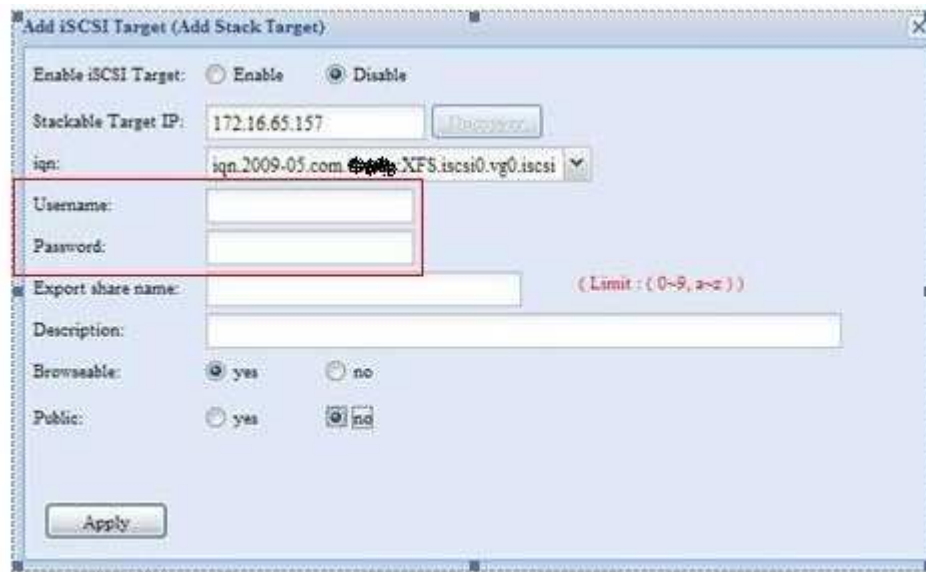 Add iSCSI Target (Add Stack Target)
Enable iSCSI Target: Enable Disable
Stackable Target IP: 172.16.65.157
iqn: iqn.2009-05.com. .XFS.iscsi0.vg0.iscsi
Username:
Password:
Export share name: ( Limit : ( 0~9, a~z ) )
Description:
Browseable: yes no
Public: yes no
Apply